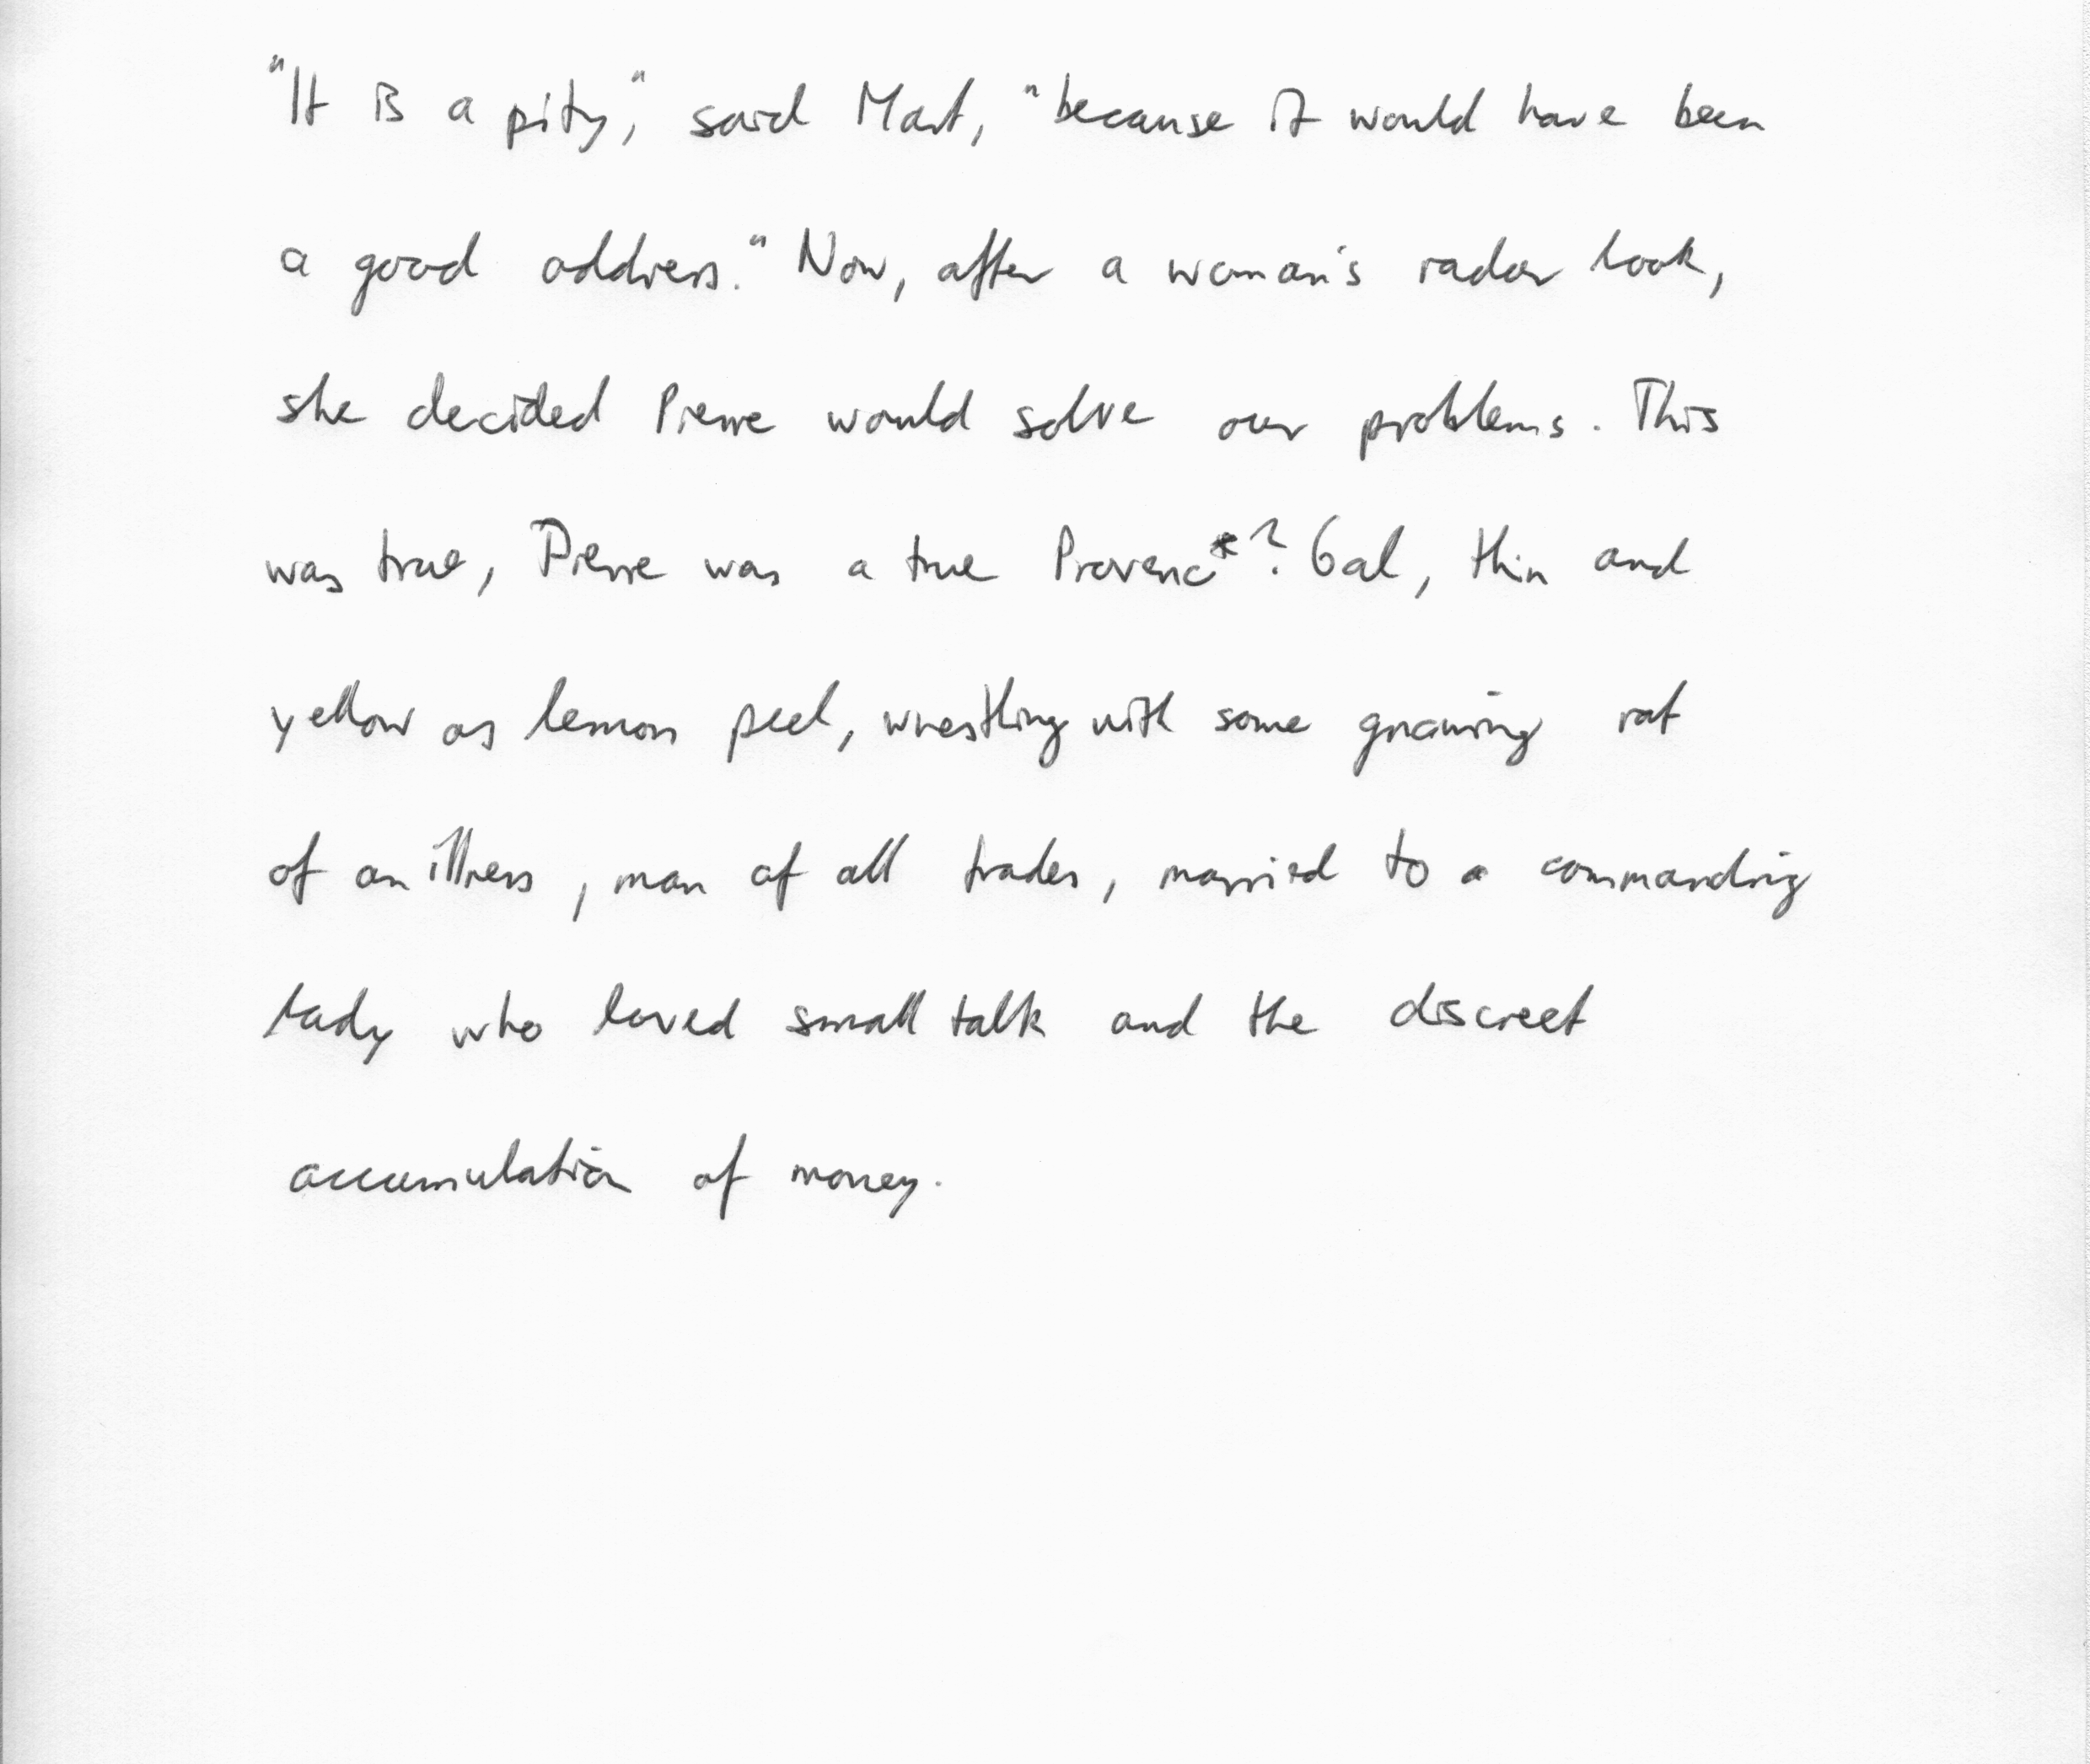 "It is a pity," said Mart, "because it would have been
a good address." Now, after a woman's radar look,
she decided Pierre would solve our problems. This
was true, Pierre was a true Provenc*? Gal, thin and
yellow as lemon peel, wrestling with some gnawing rat
of an illness, man of all trades, married to a commanding
lady who loved small talk and the discreet
accumulation of money.